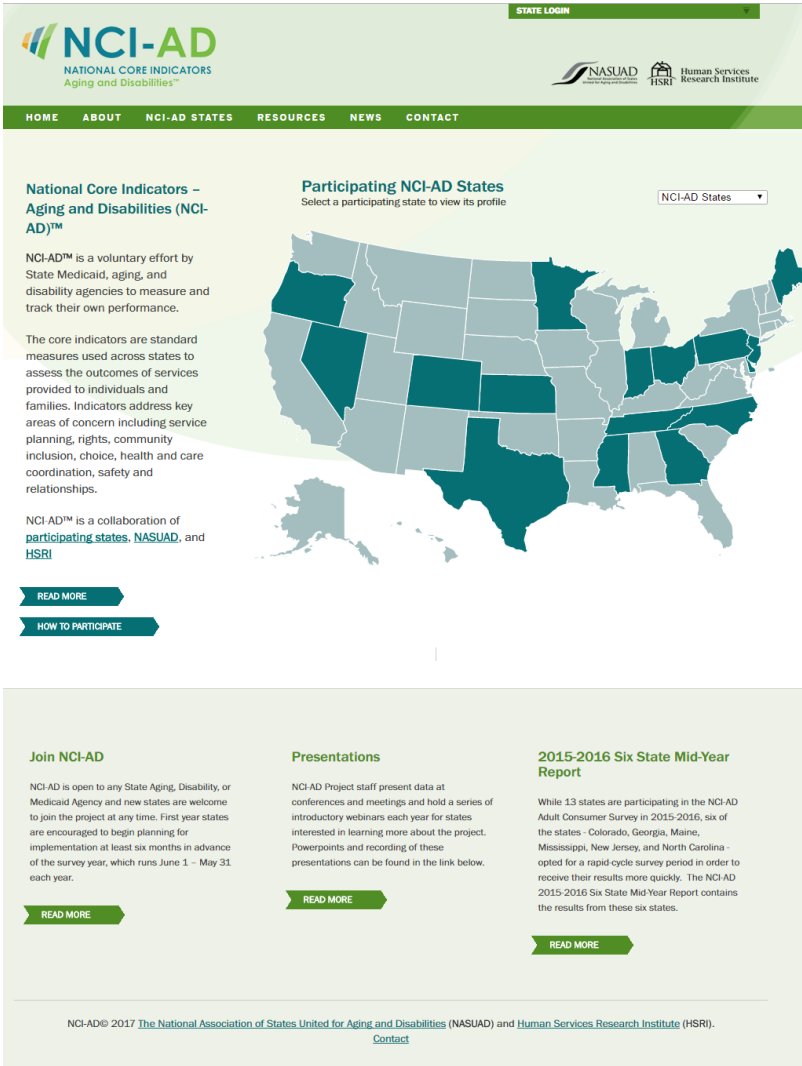 STATE LOGIN
NCI-AD
NATIONAL CORE INDICATORS
Aging and Disabilities™
NASUAD
National Association of States
United for Aging and Disabilities
HSRI
Human Services
Research Institute
HOME ABOUT NCI-AD STATES RESOURCES NEWS CONTACT
National Core Indicators –
Aging and Disabilities (NCI-
AD)™
NCI-AD™ is a voluntary effort by
State Medicaid, aging, and
disability agencies to measure and
track their own performance.
The core indicators are standard
measures used across states to
assess the outcomes of services
provided to individuals and
families. Indicators address key
areas of concern including service
planning, rights, community
inclusion, choice, health and care
coordination, safety and
relationships.
NCI-AD™ is a collaboration of
participating states, NASUAD, and
HSRI
READ MORE
HOW TO PARTICIPATE
Participating NCI-AD States
Select a participating state to view its profile
NCI-AD States
Join NCI-AD
NCI-AD is open to any State Aging, Disability, or
Medicaid Agency and new states are welcome
to join the project at any time. First year states
are encouraged to begin planning for
implementation at least six months in advance
of the survey year, which runs June 1 – May 31
each year.
READ MORE
Presentations
NCI-AD Project staff present data at
conferences and meetings and hold a series of
introductory webinars each year for states
interested in learning more about the project.
Powerpoints and recording of these
presentations can be found in the link below.
READ MORE
2015-2016 Six State Mid-Year
Report
While 13 states are participating in the NCI-AD
Adult Consumer Survey in 2015-2016, six of
the states - Colorado, Georgia, Maine,
Mississippi, New Jersey, and North Carolina -
opted for a rapid-cycle survey period in order to
receive their results more quickly. The NCI-AD
2015-2016 Six State Mid-Year Report contains
the results from these six states.
READ MORE
NCI-AD© 2017 The National Association of States United for Aging and Disabilities (NASUAD) and Human Services Research Institute (HSRI).
Contact